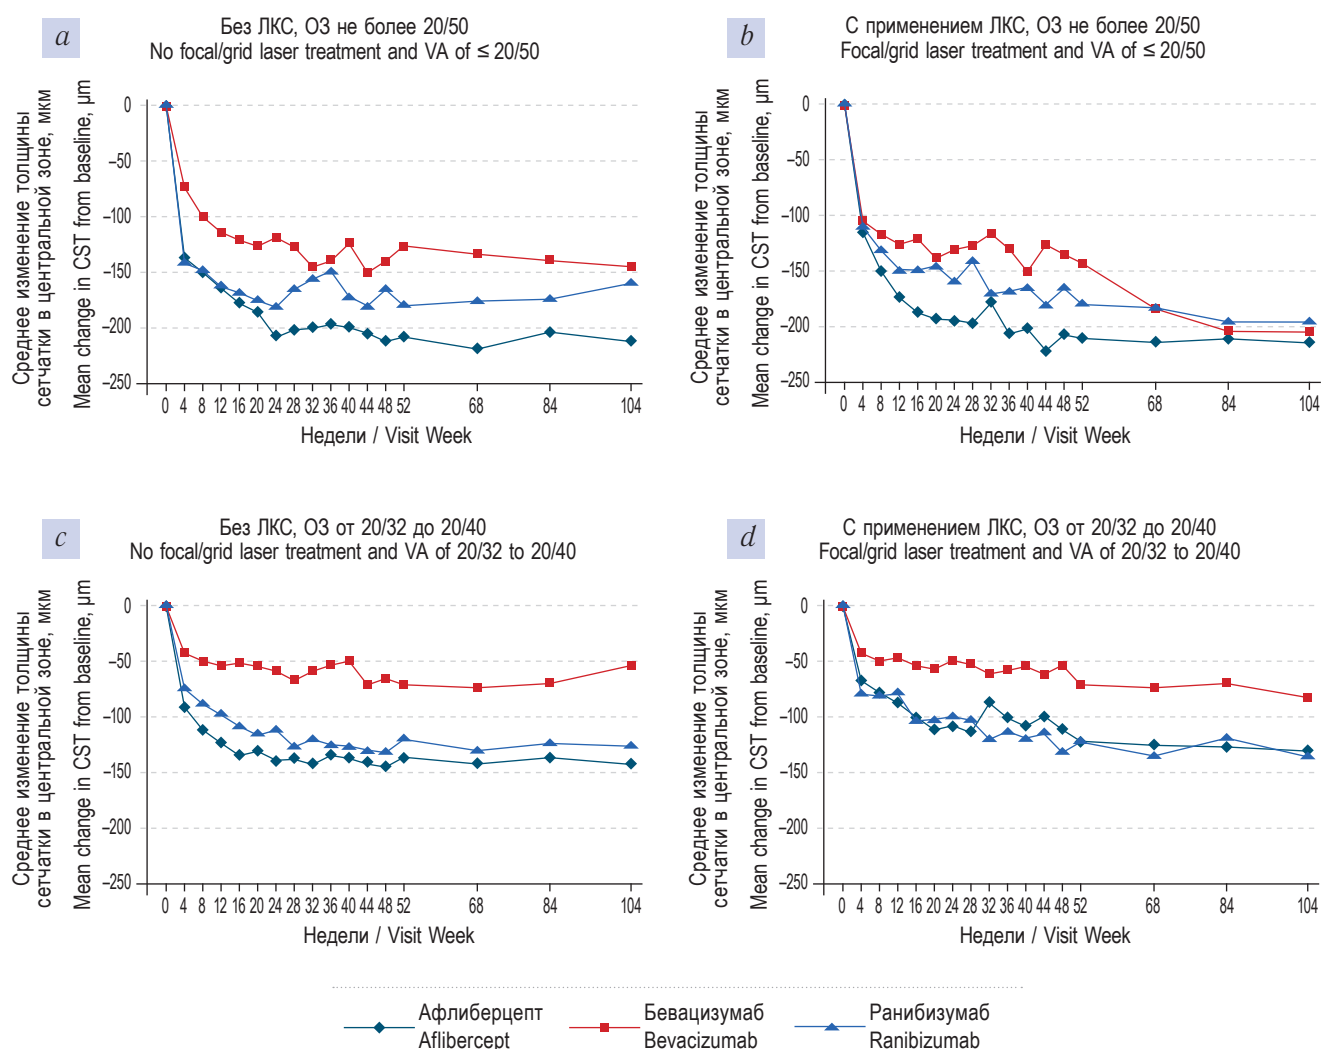 a
Без ЛКС, ОЗ не более 20/50
No focal/grid laser treatment and VA of ≤ 20/50
Среднее изменение толщины
сетчатки в центральной зоне, мкм
Mean change in CST from baseline, µm
0
–50
–100
–150
–200
–250
0 4 8 12 16 20 24 28 32 36 40 44 48 52 68 84 104
Недели / Visit Week
b
С применением ЛКС, ОЗ не более 20/50
Focal/grid laser treatment and VA of ≤ 20/50
Среднее изменение толщины
сетчатки в центральной зоне, мкм
Mean change in CST from baseline, µm
0
–50
–100
–150
–200
–250
0 4 8 12 16 20 24 28 32 36 40 44 48 52 68 84 104
Недели / Visit Week
c
Без ЛКС, ОЗ от 20/32 до 20/40
No focal/grid laser treatment and VA of 20/32 to 20/40
Среднее изменение толщины
сетчатки в центральной зоне, мкм
Mean change in CST from baseline, µm
0
–50
–100
–150
–200
–250
0 4 8 12 16 20 24 28 32 36 40 44 48 52 68 84 104
Недели / Visit Week
d
С применением ЛКС, ОЗ от 20/32 до 20/40
Focal/grid laser treatment and VA of 20/32 to 20/40
Среднее изменение толщины
сетчатки в центральной зоне, мкм
Mean change in CST from baseline, µm
0
–50
–100
–150
–200
–250
0 4 8 12 16 20 24 28 32 36 40 44 48 52 68 84 104
Недели / Visit Week
Афлиберцепт
Aflibercept
Бевацизумаб
Bevacizumab
Ранибизумаб
Ranibizumab